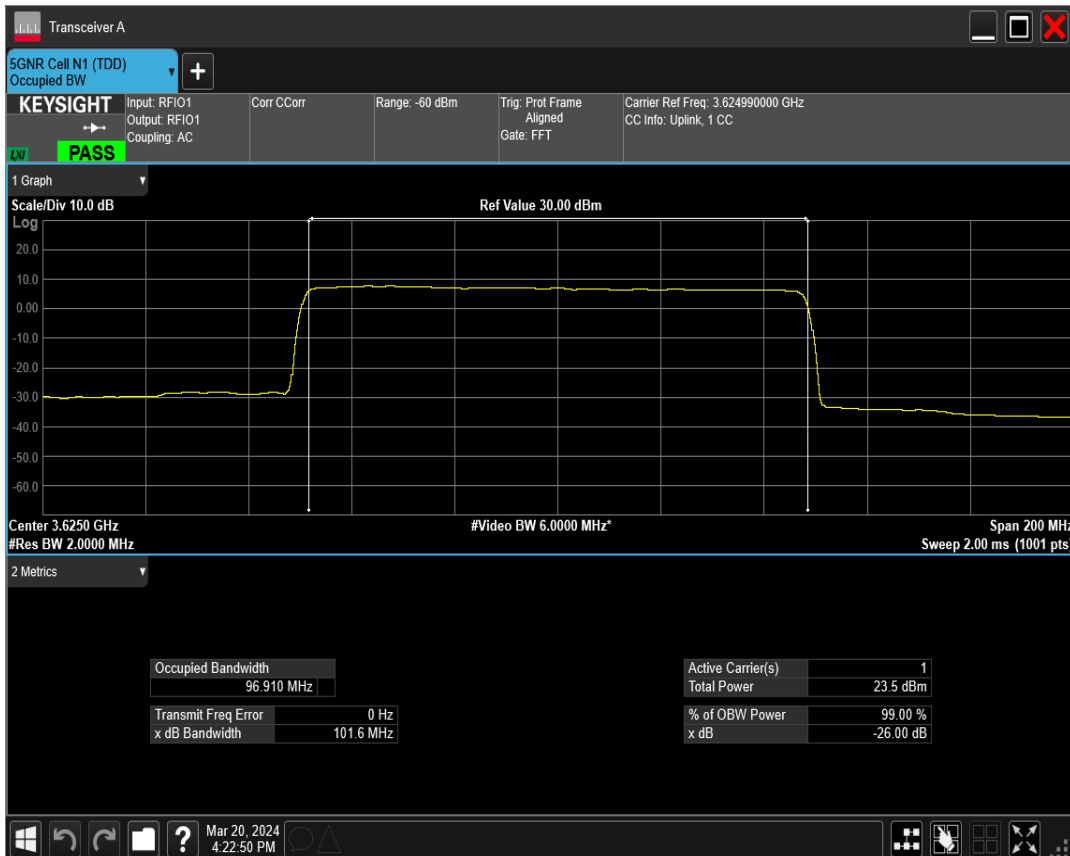 Transceiver A
5GNR Cell N1 (TDD)
Occupied BW
+
KEYSIGHT
LXI
PASS
Input: RFIO1
Output: RFIO1
Coupling: AC
Corr CCorr
Range: -60 dBm
Trig: Prot Frame
Aligned
Gate: FFT
Carrier Ref Freq: 3.624990000 GHz
CC Info: Uplink, 1 CC
1 Graph
Scale/Div 10.0 dB
Ref Value 30.00 dBm
Log
20.0
10.0
0.00
-10.0
-20.0
-30.0
-40.0
-50.0
-60.0
Center 3.6250 GHz
#Video BW 6.0000 MHz*
Span 200 MHz
#Res BW 2.0000 MHz
Sweep 2.00 ms (1001 pts)
2 Metrics
Occupied Bandwidth
96.910 MHz
Transmit Freq Error 0 Hz
x dB Bandwidth 101.6 MHz
Active Carrier(s) 1
Total Power 23.5 dBm
% of OBW Power 99.00 %
x dB -26.00 dB
?
Mar 20, 2024
4:22:50 PM